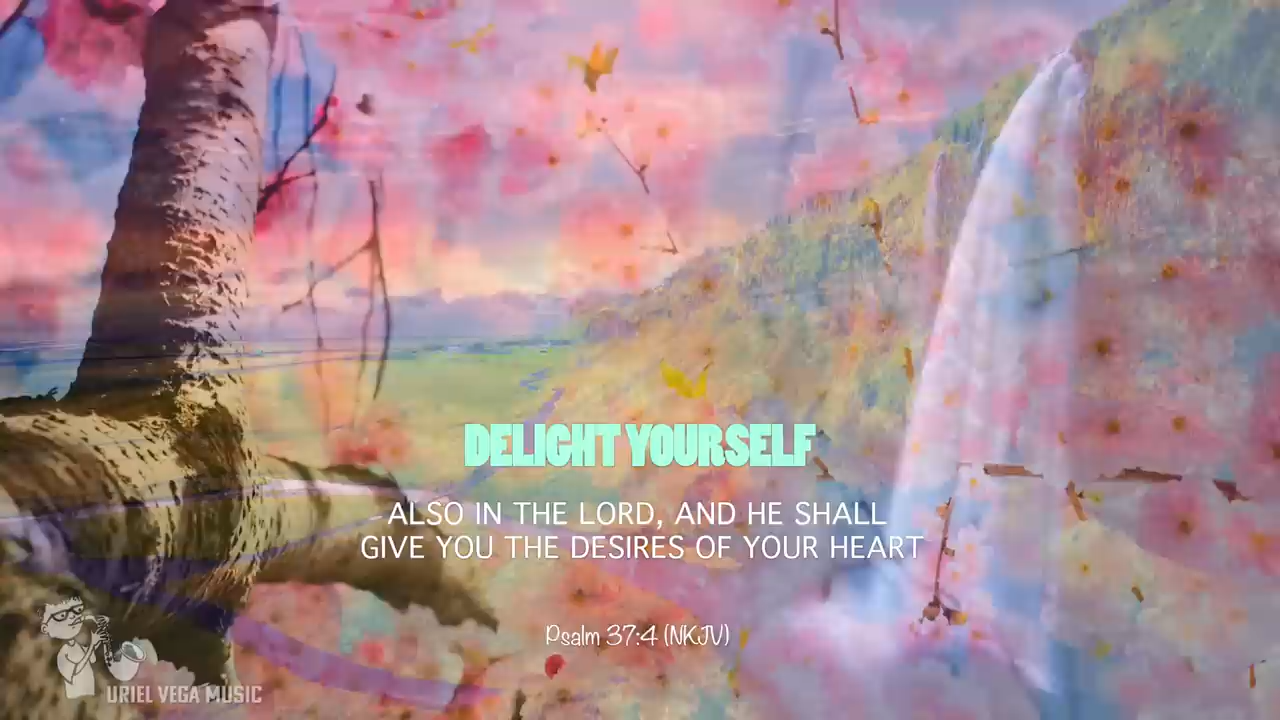 DELIGHT YOURSELF
ALSO IN THE LORD, AND HE SHALL
GIVE YOU THE DESIRES OF YOUR HEART
Psalm 37:4 (NKJV)
URIEL VEGA MUSIC